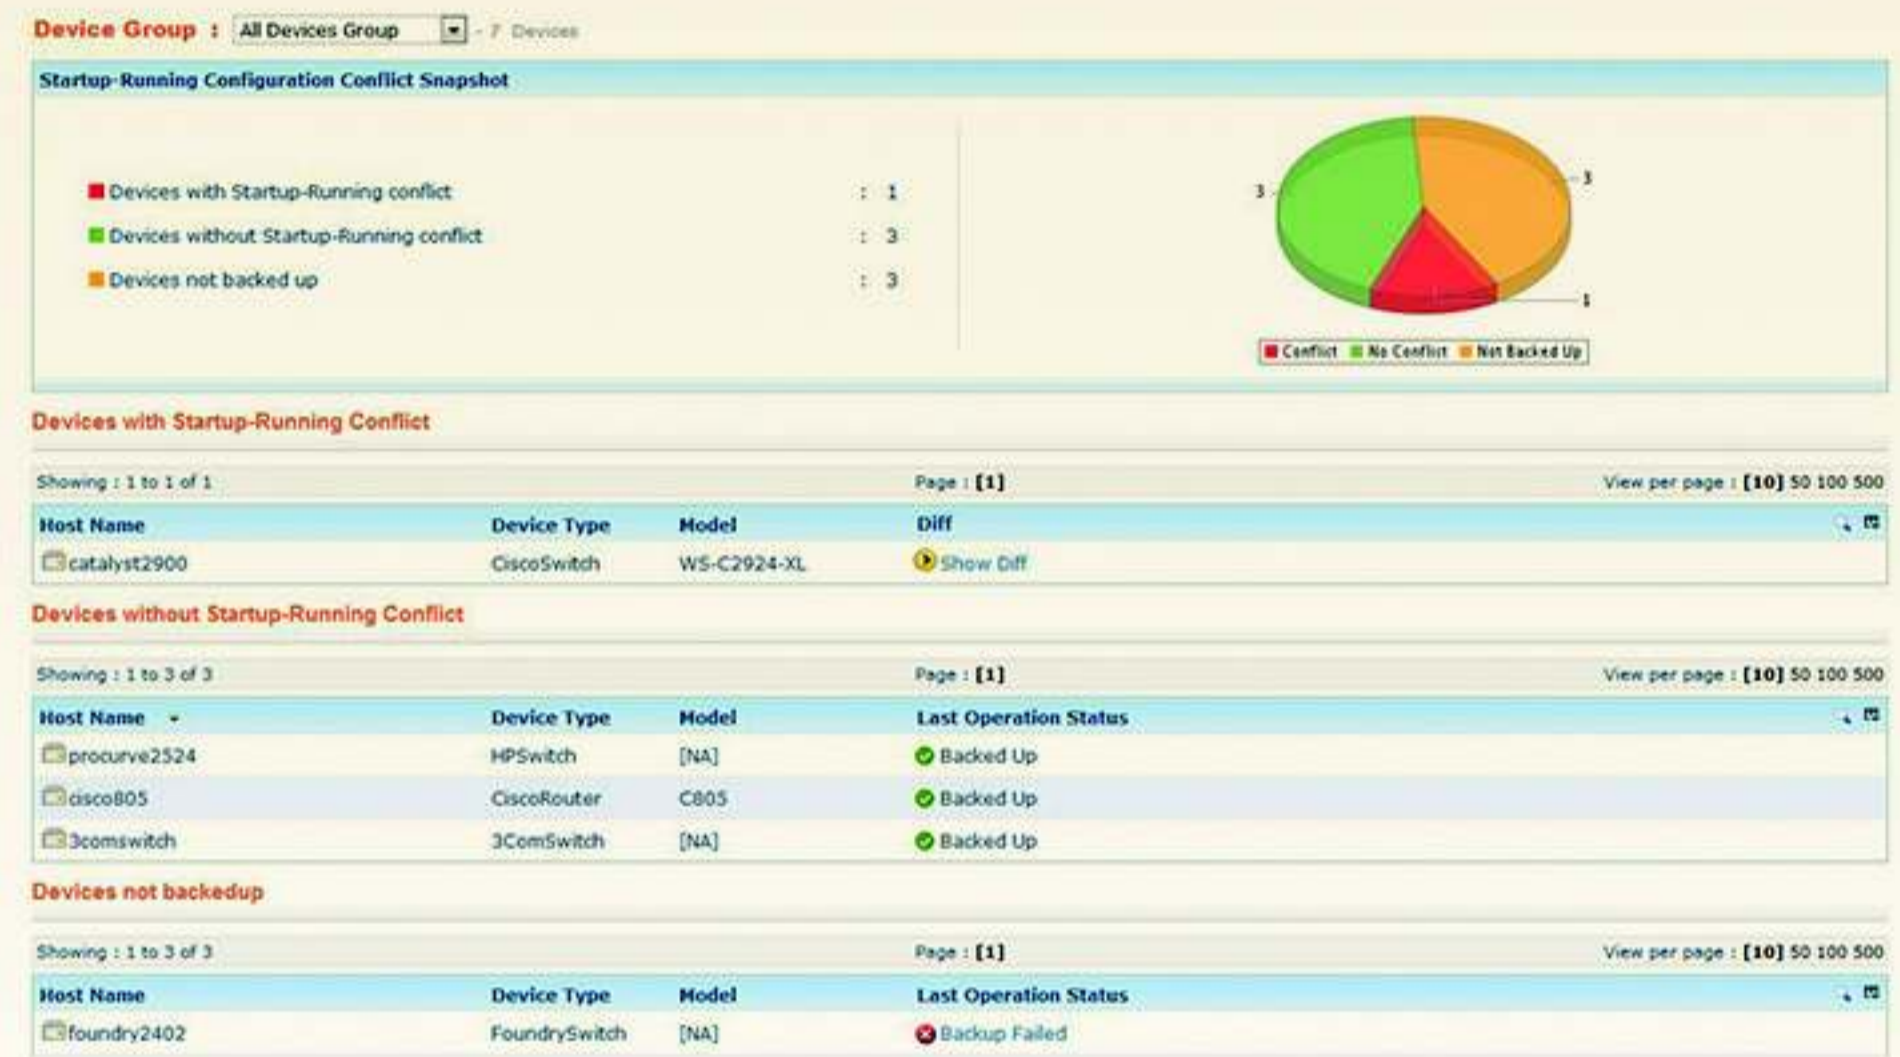 Device Group : All Devices Group - 7 Devices
Startup-Running Configuration Conflict Snapshot
Devices with Startup-Running conflict : 1
Devices without Startup-Running conflict : 3
Devices not backed up : 3
3
3
1
Conflict No Conflict Not Backed Up
Devices with Startup-Running Conflict
Showing : 1 to 1 of 1 Page : [1] View per page : [10] 50 100 500
Host Name Device Type Model Diff
catalyst2900 CiscoSwitch WS-C2924-XL Show Diff
Devices without Startup-Running Conflict
Showing : 1 to 3 of 3 Page : [1] View per page : [10] 50 100 500
Host Name Device Type Model Last Operation Status
procurve2524 HPSwitch [NA] Backed Up
cisco805 CiscoRouter C805 Backed Up
3comswitch 3ComSwitch [NA] Backed Up
Devices not backedup
Showing : 1 to 3 of 3 Page : [1] View per page : [10] 50 100 500
Host Name Device Type Model Last Operation Status
foundry2402 FoundrySwitch [NA] Backup Failed